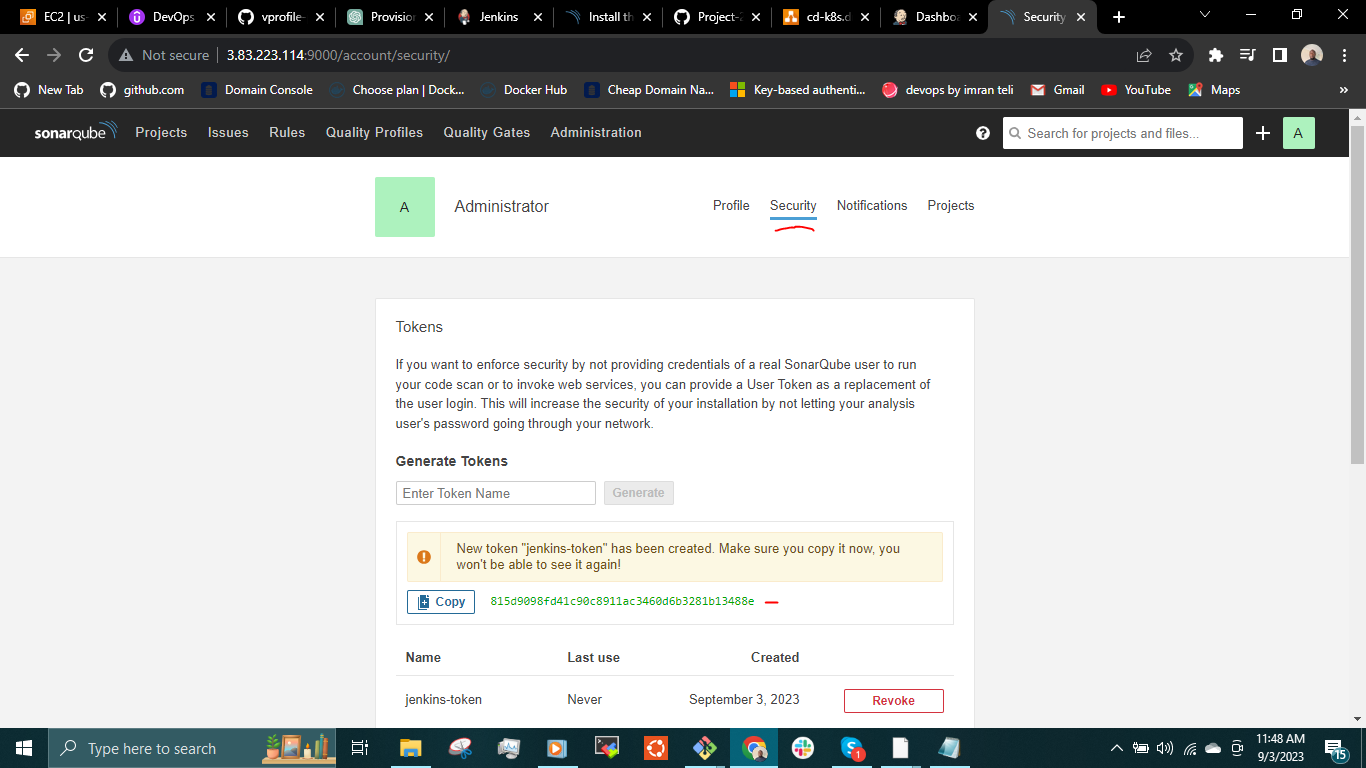 EC2 | us-
DevOps
vprofile-
Provision
Jenkins
Install th
Project-
cd-k8s.d
Dashbo
Security
Not secure
3.83.223.114:9000/account/security/
New Tab
github.com
Domain Console
Choose plan | Dock...
Docker Hub
Cheap Domain Na...
Key-based authenti...
devops by imran teli
Gmail
YouTube
Maps
sonarqube
Projects
Issues
Rules
Quality Profiles
Quality Gates
Administration
Search for projects and files...
A
A
Administrator
Profile
Security
Notifications
Projects
Tokens
If you want to enforce security by not providing credentials of a real SonarQube user to run
your code scan or to invoke web services, you can provide a User Token as a replacement of
the user login. This will increase the security of your installation by not letting your analysis
user's password going through your network.
Generate Tokens
Enter Token Name
Generate
New token "jenkins-token" has been created. Make sure you copy it now, you
won't be able to see it again!
Copy
815d9098fd41c90c8911ac3460d6b3281b13488e
Name
Last use
Created
jenkins-token
Never
September 3, 2023
Revoke
Type here to search
1
11:48 AM
9/3/2023
15